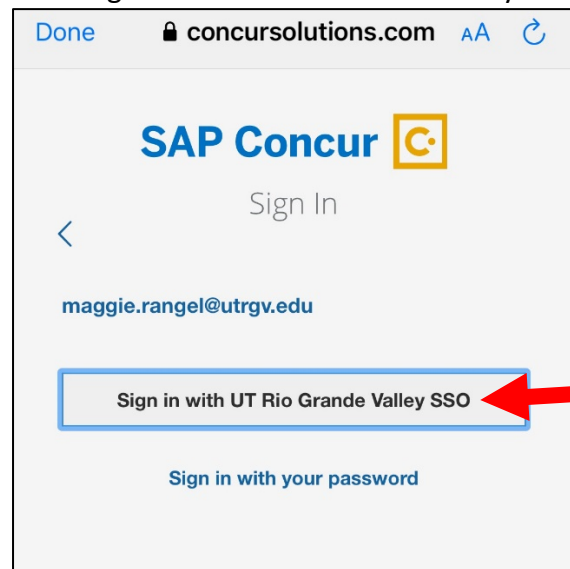 Done concursolutions.com AA
SAP Concur C
Sign In
maggie.rangel@utrgv.edu
Sign in with UT Rio Grande Valley SSO
Sign in with your password